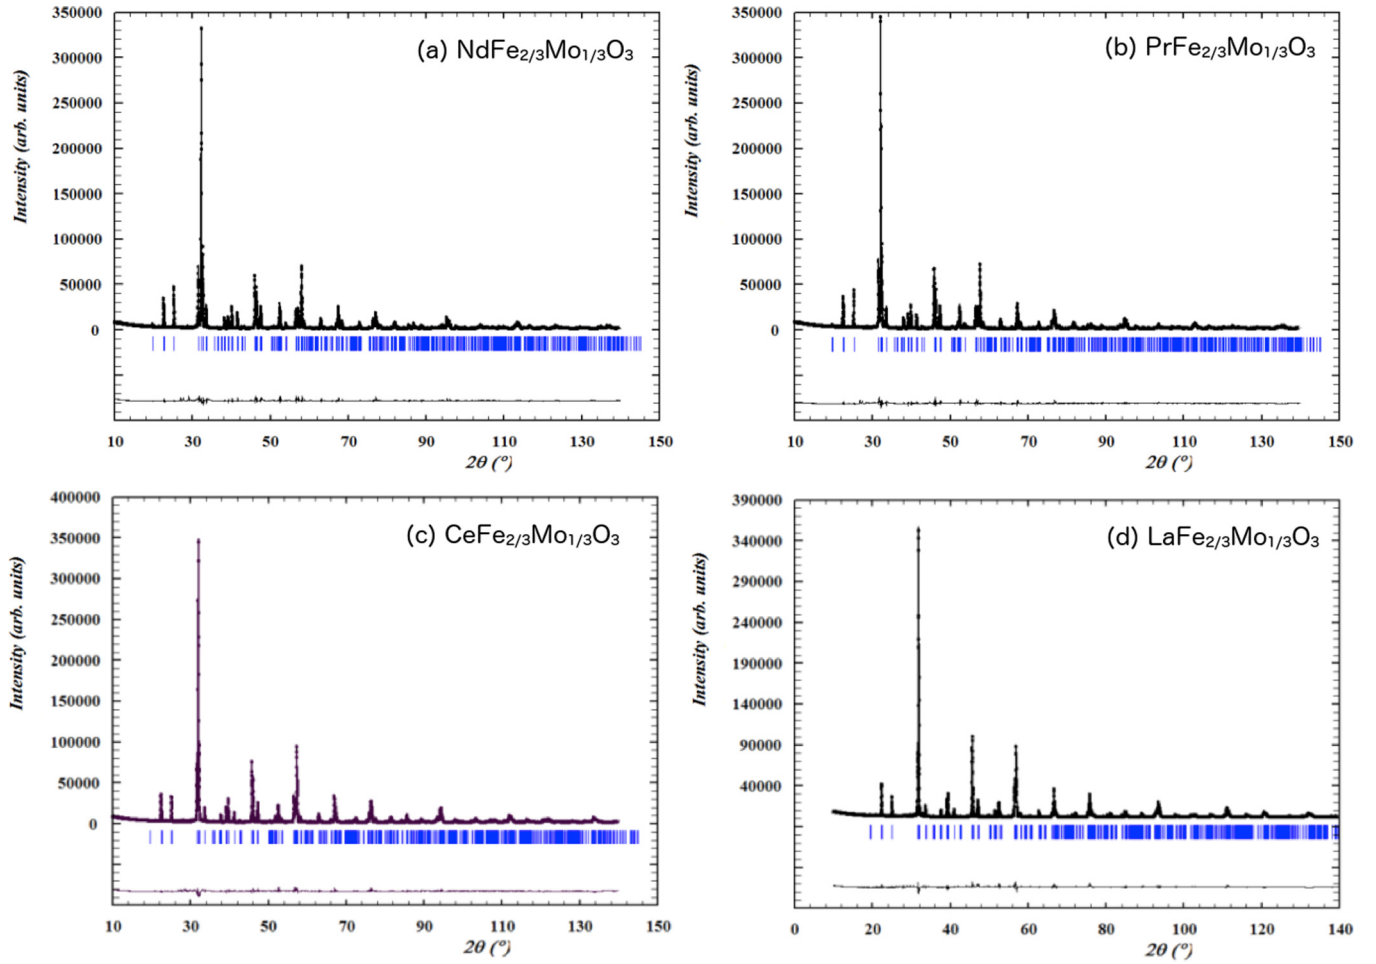 (a) NdFe2/3Mo1/3O3
Intensity (arb. units)
350000
300000
250000
200000
150000
100000
50000
0
10 30 50 70 90 110 130 150
2θ (°)
(b) PrFe2/3Mo1/3O3
Intensity (arb. units)
350000
300000
250000
200000
150000
100000
50000
0
10 30 50 70 90 110 130 150
2θ (°)
(c) CeFe2/3Mo1/3O3
Intensity (arb. units)
400000
350000
300000
250000
200000
150000
100000
50000
0
10 30 50 70 90 110 130 150
2θ (°)
(d) LaFe2/3Mo1/3O3
Intensity (arb. units)
390000
340000
290000
240000
190000
140000
90000
40000
0 20 40 60 80 100 120 140
2θ (°)